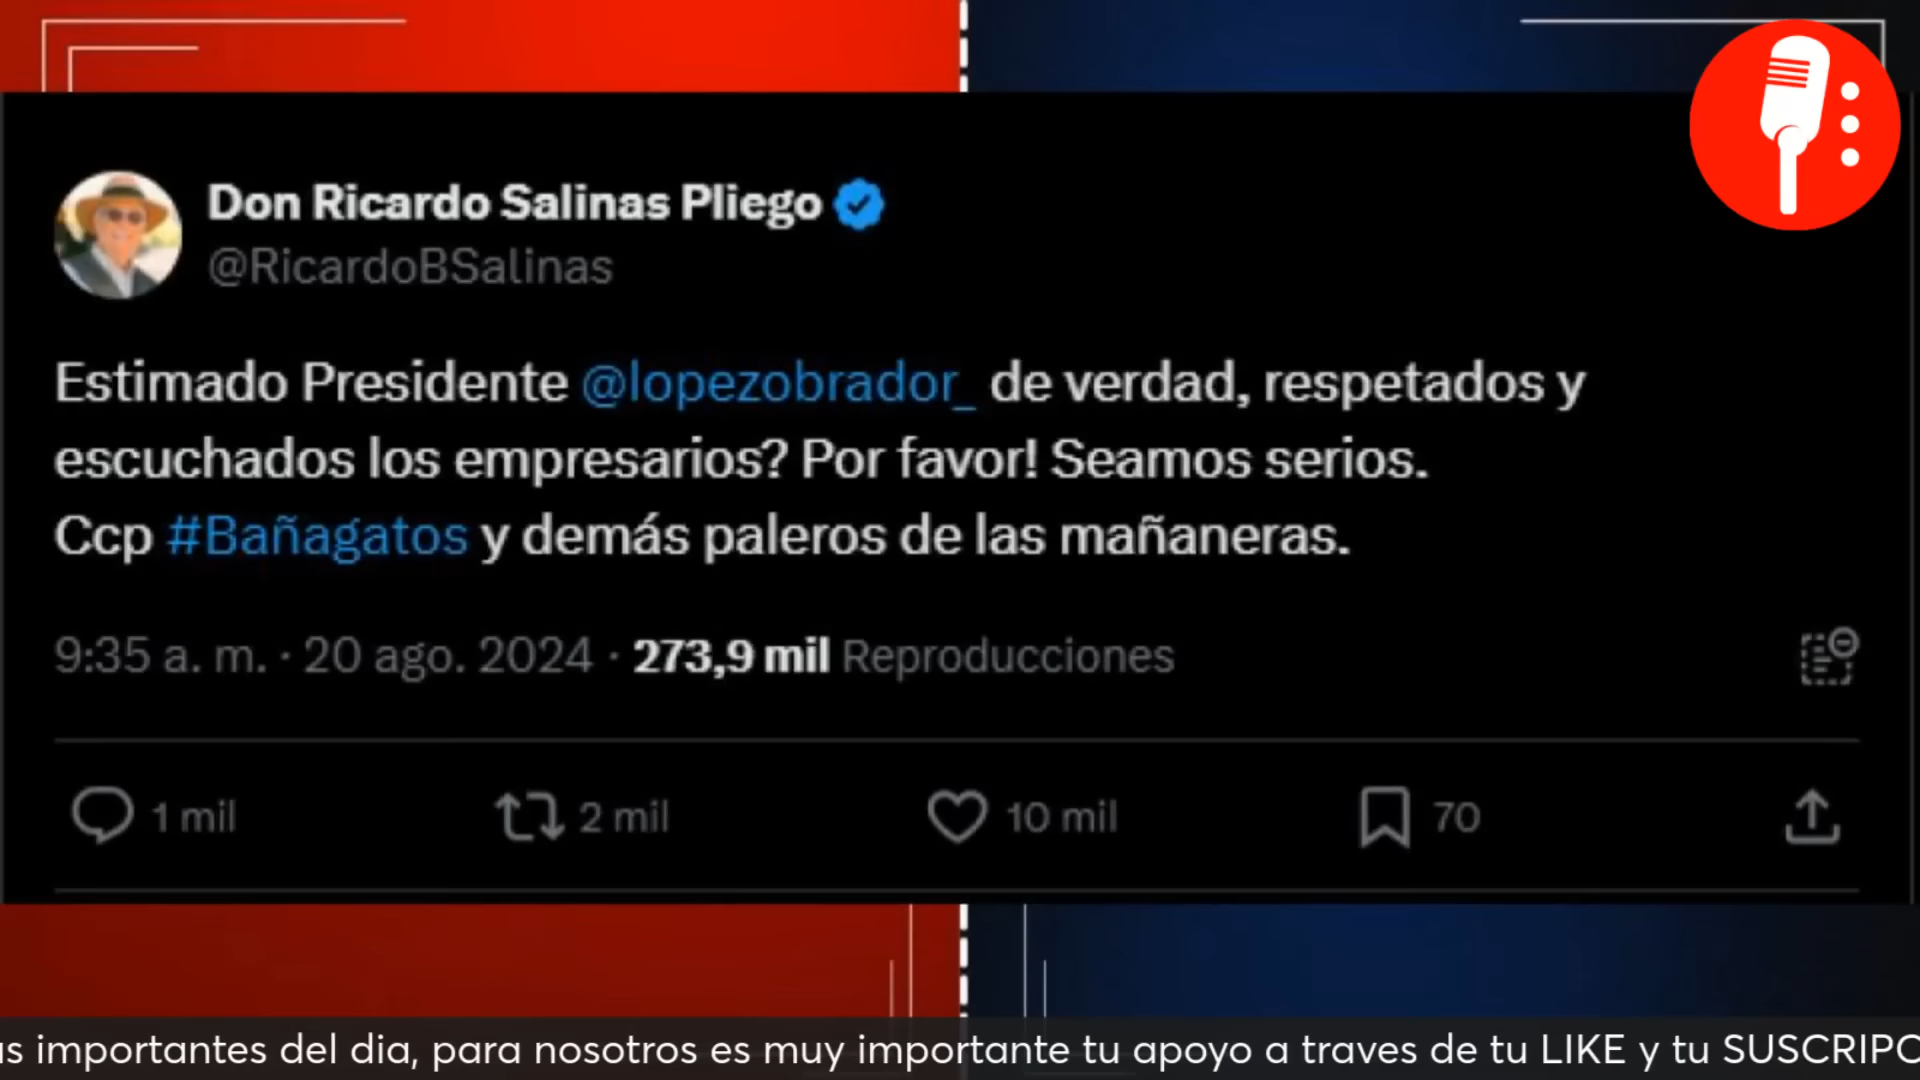 Don Ricardo Salinas Pliego
@RicardoBSalinas
Estimado Presidente @lopezobrador_ de verdad, respetados y
escuchados los empresarios? Por favor! Seamos serios.
Ccp #Bañagatos y demás paleros de las mañaneras.
9:35 a. m. · 20 ago. 2024 · 273,9 mil Reproducciones
1 mil 2 mil 10 mil 70
s importantes del dia, para nosotros es muy importante tu apoyo a traves de tu LIKE y tu SUSCRIPC